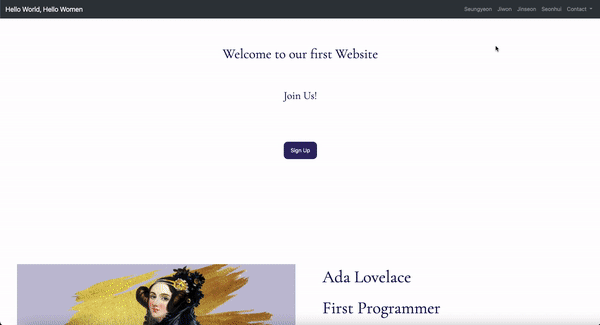 Hello World, Hello Women
Seungyeon Jiwon Jinseon Seonhui Contact
Welcome to our first Website
Join Us!
Sign Up
Ada Lovelace
First Programmer